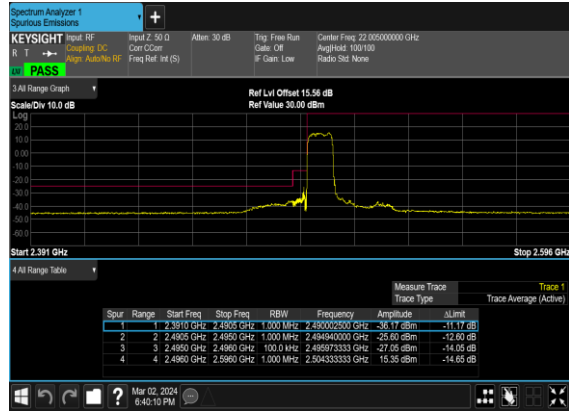 Spectrum Analyzer 1
Spurious Emissions
KEYSIGHT Input: RF Input Z: 50 Ω Atten: 30 dB Trig: Free Run Center Freq: 22.005000000 GHz
R T Coupling: DC Corr CCorr Gate: Off Avg|Hold: 100/100
Align: Auto/No RF Freq Ref: Int (S) IF Gain: Low Radio Std: None
PASS
3 All Range Graph
Ref Lvl Offset 15.56 dB
Scale/Div 10.0 dB Ref Value 30.00 dBm
Log
20.0
10.0
0.00
-10.0
-20.0
-30.0
-40.0
-50.0
-60.0
Start 2.391 GHz Stop 2.596 GHz
4 All Range Table
Measure Trace Trace 1
Trace Type Trace Average (Active)
Spur Range Start Freq Stop Freq RBW Frequency Amplitude ΔLimit
1 1 2.3910 GHz 2.4905 GHz 1.000 MHz 2.490002500 GHz -36.17 dBm -11.17 dB
2 2 2.4905 GHz 2.4950 GHz 1.000 MHz 2.494940000 GHz -25.60 dBm -12.60 dB
3 3 2.4950 GHz 2.4960 GHz 100.0 kHz 2.495973333 GHz -27.05 dBm -14.05 dB
4 4 2.4960 GHz 2.5960 GHz 1.000 MHz 2.504333333 GHz 15.35 dBm -14.65 dB
Mar 02, 2024
6:40:10 PM